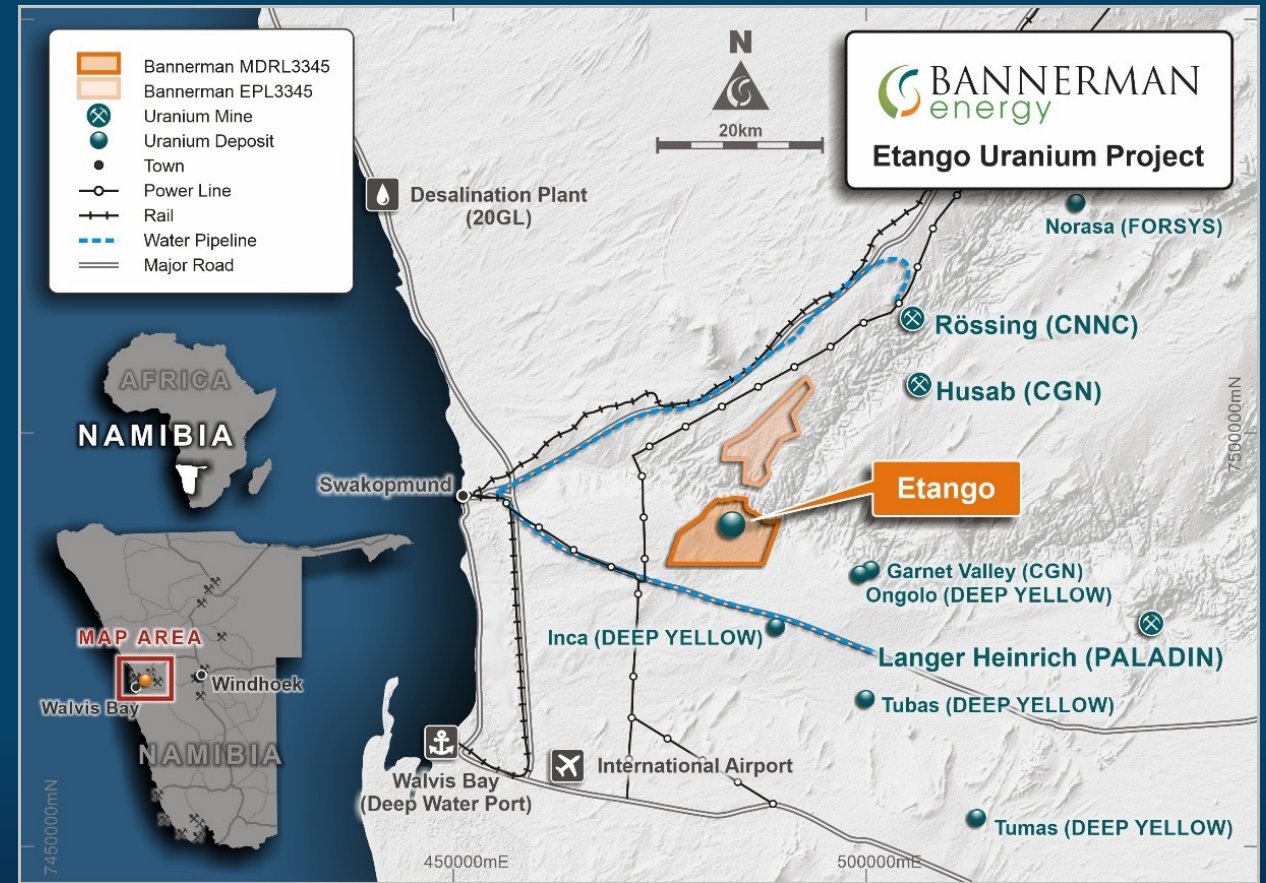 Bannerman MDRL3345
Bannerman EPL3345
Uranium Mine
Uranium Deposit
Town
Power Line
Rail
Water Pipeline
Major Road
N
20km
BANNERMAN
energy
Etango Uranium Project
Desalination Plant
(20GL)
Norasa (FORSYS)
Rössing (CNNC)
Husab (CGN)
AFRICA
NAMIBIA
7500000mN
Swakopmund
Etango
Garnet Valley (CGN)
Ongolo (DEEP YELLOW)
Inca (DEEP YELLOW)
Langer Heinrich (PALADIN)
MAP AREA
Windhoek
Walvis Bay
NAMIBIA
Tubas (DEEP YELLOW)
International Airport
Walvis Bay
(Deep Water Port)
Tumas (DEEP YELLOW)
7450000mN
450000mE
500000mE